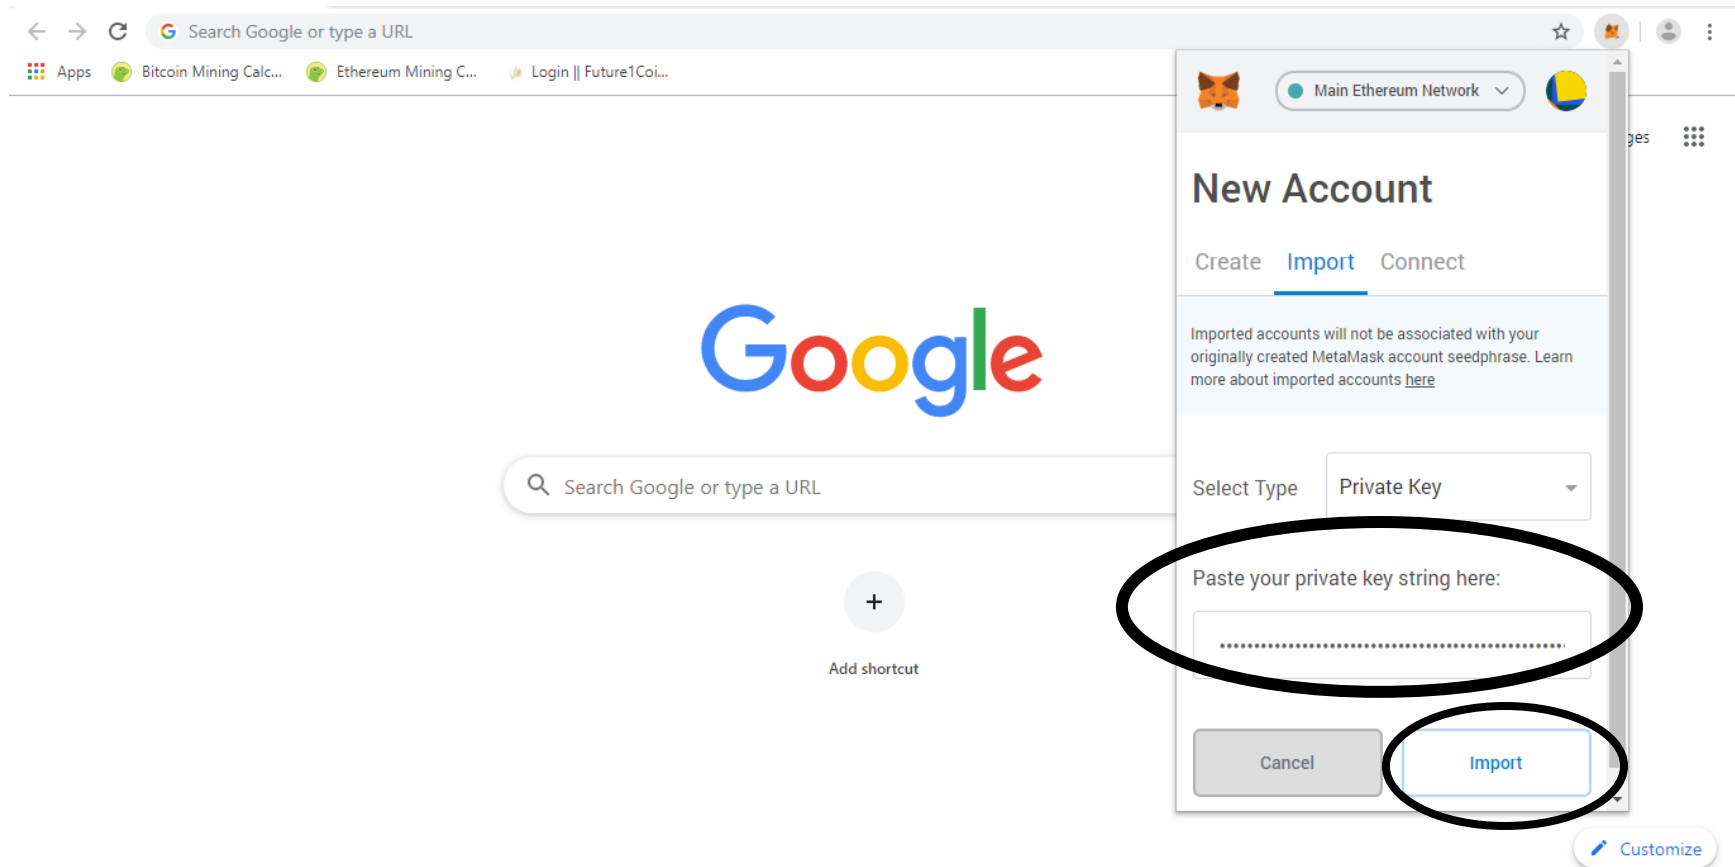 Search Google or type a URL
Apps
Bitcoin Mining Calc...
Ethereum Mining C...
Login || Future1Coi...
Main Ethereum Network
ges
New Account
Create Import Connect
Imported accounts will not be associated with your
originally created MetaMask account seedphrase. Learn
more about imported accounts here
Google
Search Google or type a URL
Select Type
Private Key
Paste your private key string here:
Add shortcut
Cancel
Import
Customize